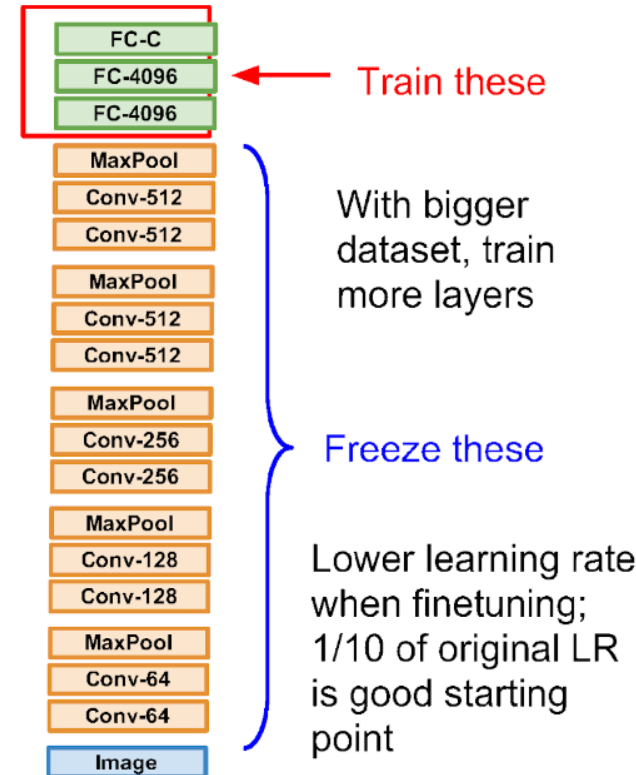 FC-C
FC-4096
FC-4096
Train these
MaxPool
Conv-512
Conv-512
With bigger
dataset, train
more layers
MaxPool
Conv-512
Conv-512
MaxPool
Conv-256
Conv-256
Freeze these
MaxPool
Conv-128
Conv-128
Lower learning rate
when finetuning;
1/10 of original LR
is good starting
point
MaxPool
Conv-64
Conv-64
Image